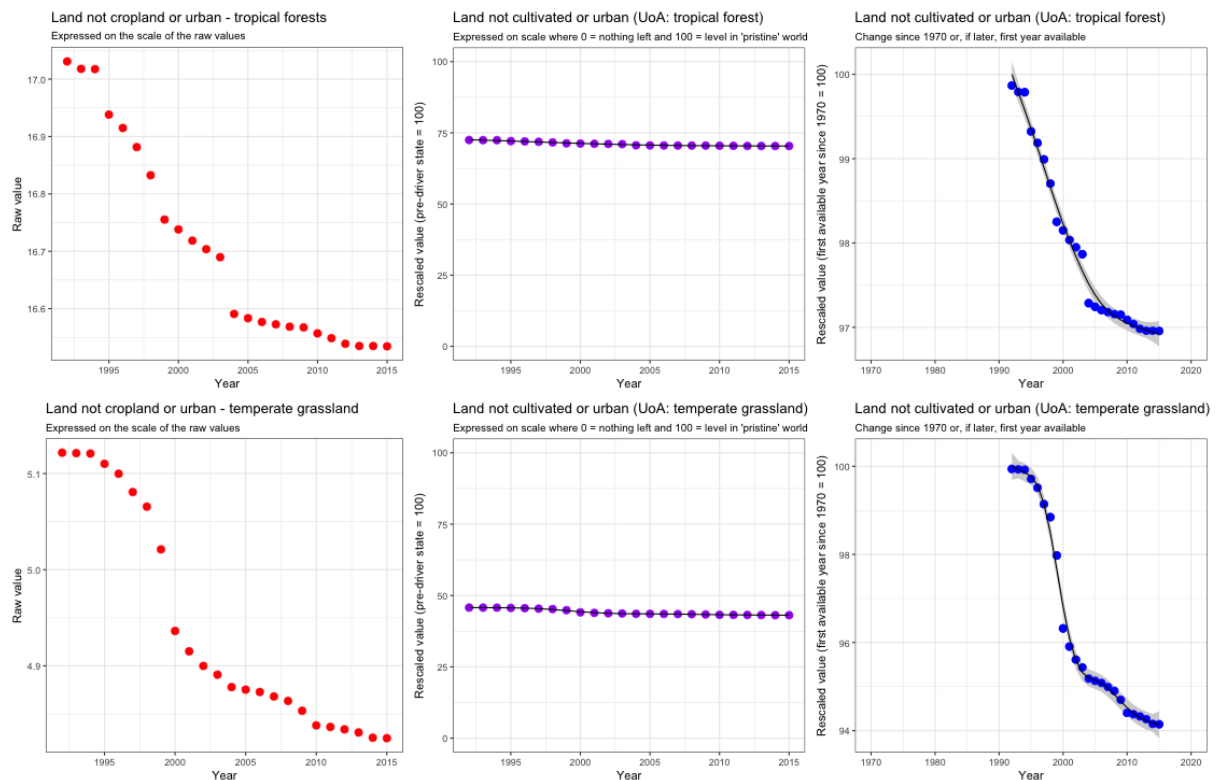 Land not cropland or urban - tropical forests
Expressed on the scale of the raw values
17.0
16.9
16.8
16.7
16.6
Raw value
1995 2000 2005 2010 2015
Year
Land not cultivated or urban (UoA: tropical forest)
Expressed on scale where 0 = nothing left and 100 = level in 'pristine' world
100
75
50
25
0
Rescaled value (pre-driver state = 100)
1995 2000 2005 2010 2015
Year
Land not cultivated or urban (UoA: tropical forest)
Change since 1970 or, if later, first year available
100
99
98
97
Rescaled value (first available year since 1970 = 100)
1970 1980 1990 2000 2010 2020
Year
Land not cropland or urban - temperate grassland
Expressed on the scale of the raw values
5.1
5.0
4.9
Raw value
1995 2000 2005 2010 2015
Year
Land not cultivated or urban (UoA: temperate grassland)
Expressed on scale where 0 = nothing left and 100 = level in 'pristine' world
100
75
50
25
0
Rescaled value (pre-driver state = 100)
1995 2000 2005 2010 2015
Year
Land not cultivated or urban (UoA: temperate grassland)
Change since 1970 or, if later, first year available
100
98
96
94
Rescaled value (first available year since 1970 = 100)
1970 1980 1990 2000 2010 2020
Year